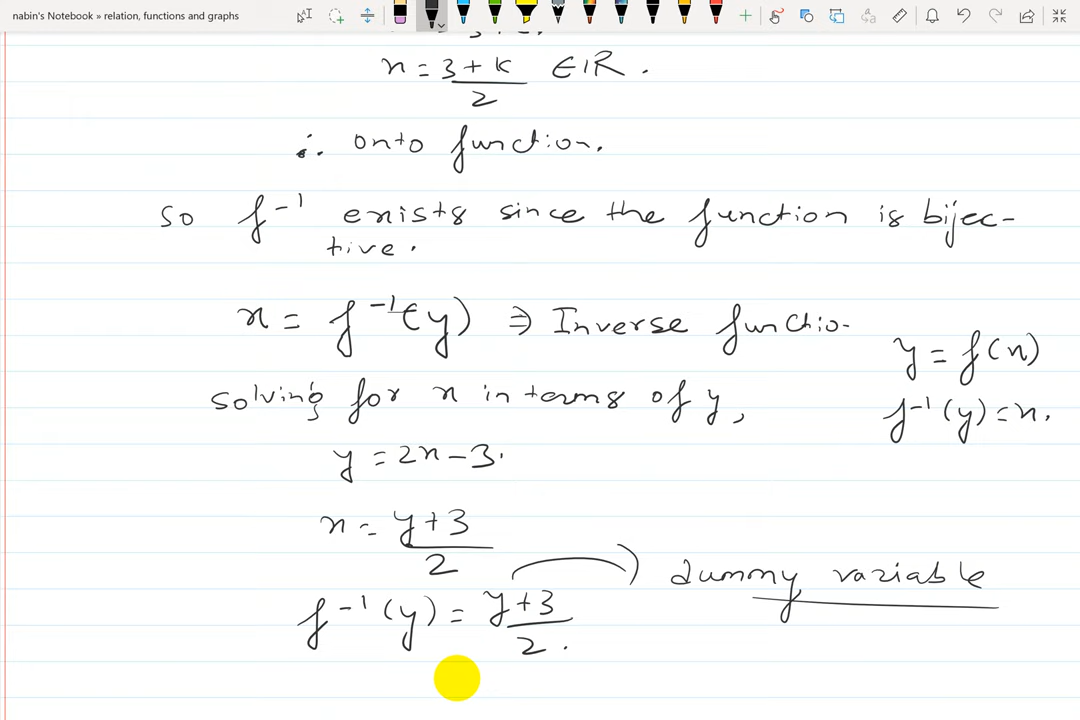 nabin's Notebook » relation, functions and graphs
x = 3 + k / 2 ∈ IR.
∴ onto function.
So f⁻¹ exists since the function is bijec-
tive.
x = f⁻¹(y) ⇒ Inverse functio-
y = f(x)
solving for x in terms of y,
f⁻¹(y) = x.
y = 2x - 3.
x = y + 3 / 2
dummy variable
f⁻¹(y) = y + 3 / 2.